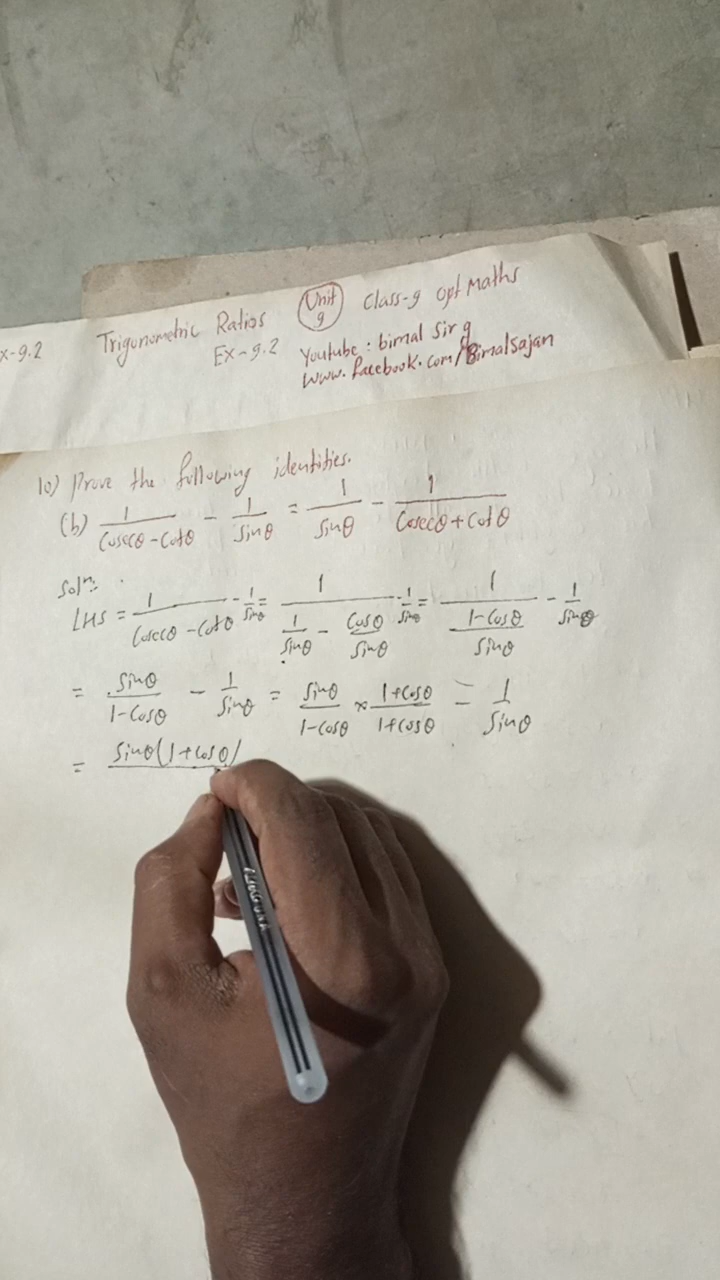 x-9.2 Trigonometric Ratios Unit 9 Class-9 Opt Maths
Ex-9.2 Youtube: bimal Sir g
www.facebook.com/Bimalsajan
10) Prove the following identities.
(h) 1/(Cosecθ - Cotθ) - 1/Sinθ = 1/Sinθ - 1/(Cosecθ + Cotθ)
Solⁿ:
LHS = 1/(Cosecθ - Cotθ) - 1/Sinθ = 1/(1/Sinθ - Cosθ/Sinθ) - 1/Sinθ = 1/((1-Cosθ)/Sinθ) - 1/Sinθ
= Sinθ/(1-Cosθ) - 1/Sinθ = Sinθ/(1-Cosθ) × (1+Cosθ)/(1+Cosθ) = 1/Sinθ
= Sinθ(1+Cosθ)